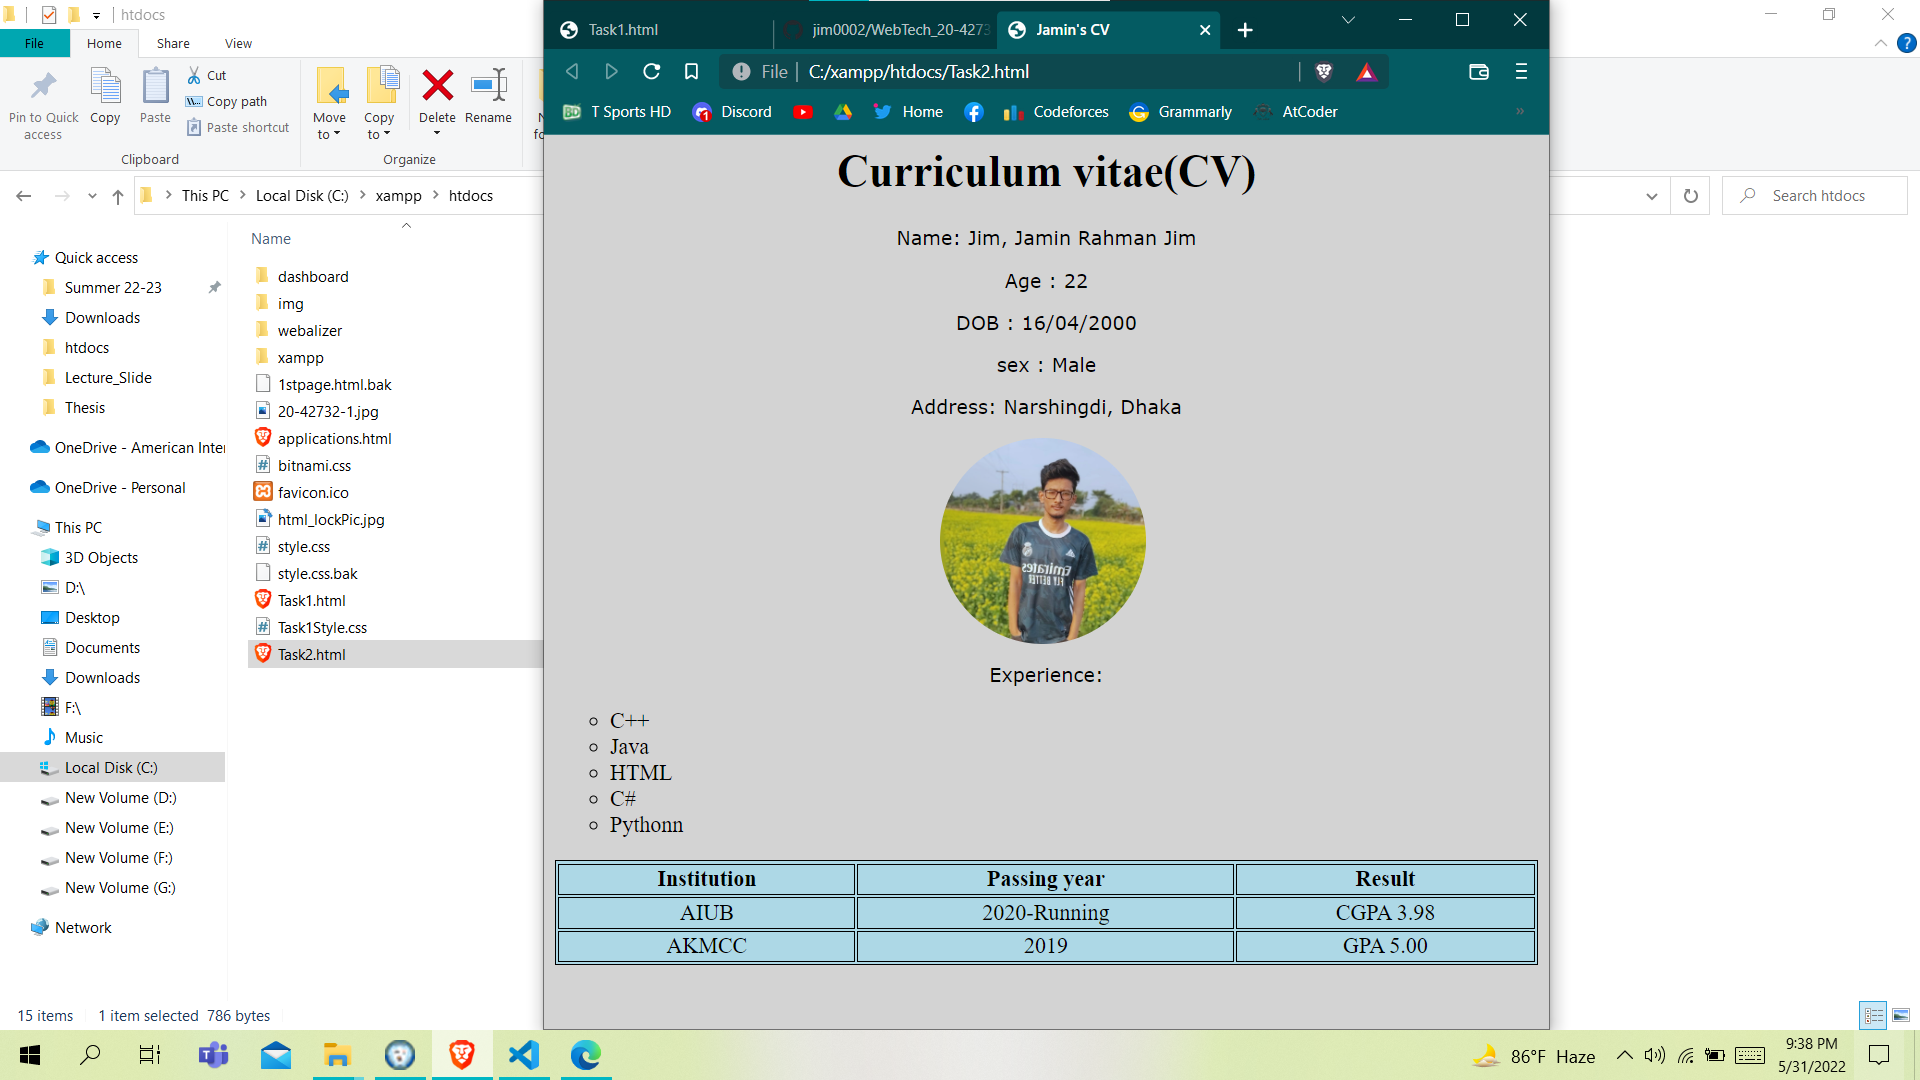 htdocs
File
Home
Share
View
Pin to Quick
access
Copy
Paste
Cut
Copy path
Paste shortcut
Clipboard
Move
to
Copy
to
Delete
Rename
Organize
This PC
Local Disk (C:)
xampp
htdocs
Search htdocs
Quick access
Summer 22-23
Downloads
htdocs
Lecture_Slide
Thesis
OneDrive - American Inter
OneDrive - Personal
This PC
3D Objects
D:\
Desktop
Documents
Downloads
F:\
Music
Local Disk (C:)
New Volume (D:)
New Volume (E:)
New Volume (F:)
New Volume (G:)
Network
Name
dashboard
img
webalizer
xampp
1stpage.html.bak
20-42732-1.jpg
applications.html
bitnami.css
favicon.ico
html_lockPic.jpg
style.css
style.css.bak
Task1.html
Task1Style.css
Task2.html
15 items
1 item selected 786 bytes
Task1.html
jim0002/WebTech_20-4273
Jamin's CV
File
C:/xampp/htdocs/Task2.html
T Sports HD
Discord
Home
Codeforces
Grammarly
AtCoder
Curriculum vitae(CV)
Name: Jim, Jamin Rahman Jim
Age : 22
DOB : 16/04/2000
sex : Male
Address: Narshingdi, Dhaka
Emirates
FLY BETTER
Experience:
C++
Java
HTML
C#
Pythonn
Institution Passing year Result
AIUB 2020-Running CGPA 3.98
AKMCC 2019 GPA 5.00
86°F Haze
9:38 PM
5/31/2022